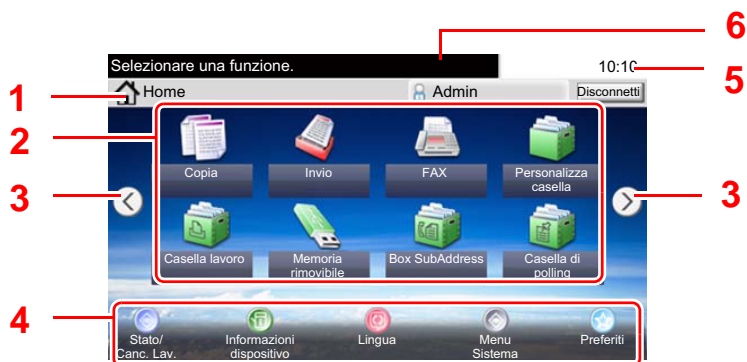 6
Selezionare una funzione.
10:10
5
1
Home
Admin
Disconnetti
2
Copia
Invio
FAX
Personalizza
casella
3
3
Casella lavoro
Memoria
rimovibile
Box SubAddress
Casella di
polling
4
Stato/
Canc. Lav.
Informazioni
dispositivo
Lingua
Menu
Sistema
Preferiti